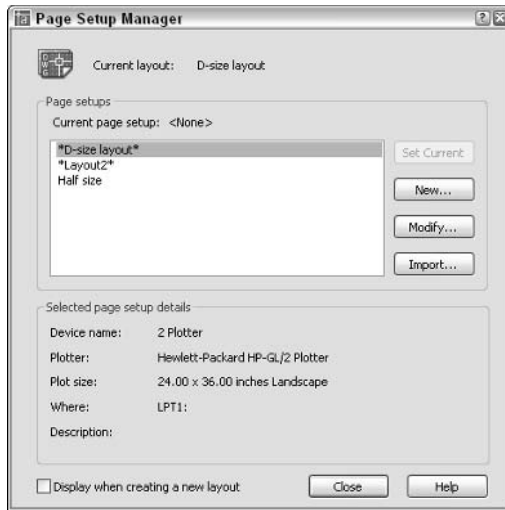 Page Setup Manager
Current layout: D-size layout
Page setups
Current page setup: <None>
*D-size layout*
*Layout2*
Half size
Set Current
New...
Modify...
Import...
Selected page setup details
Device name: 2 Plotter
Plotter: Hewlett-Packard HP-GL/2 Plotter
Plot size: 24.00 x 36.00 inches Landscape
Where: LPT1:
Description:
Display when creating a new layout
Close
Help